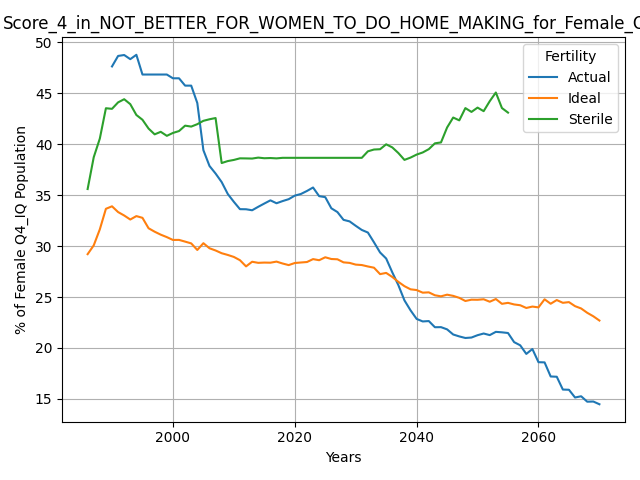 Score_4_in_NOT_BETTER_FOR_WOMEN_TO_DO_HOME_MAKING_for_Female_
50
45
40
35
30
25
20
15
% of Female Q4_IQ Population
Fertility
Actual
Ideal
Sterile
2000
2020
2040
2060
Years